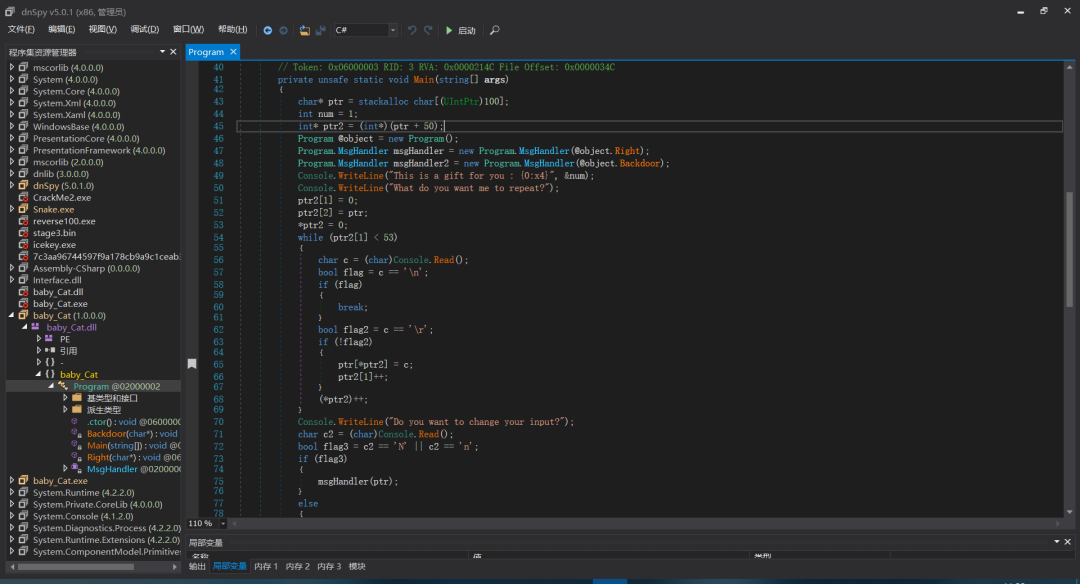 dnSpy v5.0.1 (x86, 管理员)
文件(F) 编辑(E) 视图(V) 调试(D) 窗口(W) 帮助(H) C# 启动
程序集资源管理器
mscorlib (4.0.0.0)
System (4.0.0.0)
System.Core (4.0.0.0)
System.Xml (4.0.0.0)
System.Xaml (4.0.0.0)
WindowsBase (4.0.0.0)
PresentationCore (4.0.0.0)
PresentationFramework (4.0.0.0)
mscorlib (2.0.0.0)
dnlib (3.0.0.0)
dnSpy (5.0.1.0)
CrackMe2.exe
Snake.exe
reverse100.exe
stage3.bin
icekey.exe
7c3aa96744597f9a178cb9a9c1ceab
Assembly-CSharp (0.0.0.0)
Interface.dll
baby_Cat.dll
baby_Cat.exe
baby_Cat (1.0.0.0)
baby_Cat.dll
PE
引用
{ } -
{ } baby_Cat
Program @02000002
基类型和接口
派生类型
.ctor() : void @0600000
Backdoor(char*) : void
Main(string[]) : void @0
Right(char*) : void @06
MsgHandler @0200000
baby_Cat.exe
System.Runtime (4.2.2.0)
System.Private.CoreLib (4.0.0.0)
System.Console (4.1.2.0)
System.Diagnostics.Process (4.2.2.0)
System.Runtime.Extensions (4.2.2.0)
System.ComponentModel.Primitives
Program
40 // Token: 0x06000003 RID: 3 RVA: 0x0000214C File Offset: 0x0000034C
41 private unsafe static void Main(string[] args)
42 {
43 char* ptr = stackalloc char[(UIntPtr)100];
44 int num = 1;
45 int* ptr2 = (int*)(ptr + 50);
46 Program @object = new Program();
47 Program.MsgHandler msgHandler = new Program.MsgHandler(@object.Right);
48 Program.MsgHandler msgHandler2 = new Program.MsgHandler(@object.Backdoor);
49 Console.WriteLine("This is a gift for you : {0:x4}", &num);
50 Console.WriteLine("What do you want me to repeat?");
51 ptr2[1] = 0;
52 ptr2[2] = ptr;
53 *ptr2 = 0;
54 while (ptr2[1] < 53)
55 {
56 char c = (char)Console.Read();
57 bool flag = c == '\n';
58 if (flag)
59 {
60 break;
61 }
62 bool flag2 = c == '\r';
63 if (!flag2)
64 {
65 ptr[*ptr2] = c;
66 ptr2[1]++;
67 }
68 (*ptr2)++;
69 }
70 Console.WriteLine("Do you want to change your input?");
71 char c2 = (char)Console.Read();
72 bool flag3 = c2 == 'N' || c2 == 'n';
73 if (flag3)
74 {
75 msgHandler(ptr);
76 }
77 else
78 {
110 %
局部变量
名称 值 类型
输出 局部变量 内存 1 内存 2 内存 3 模块